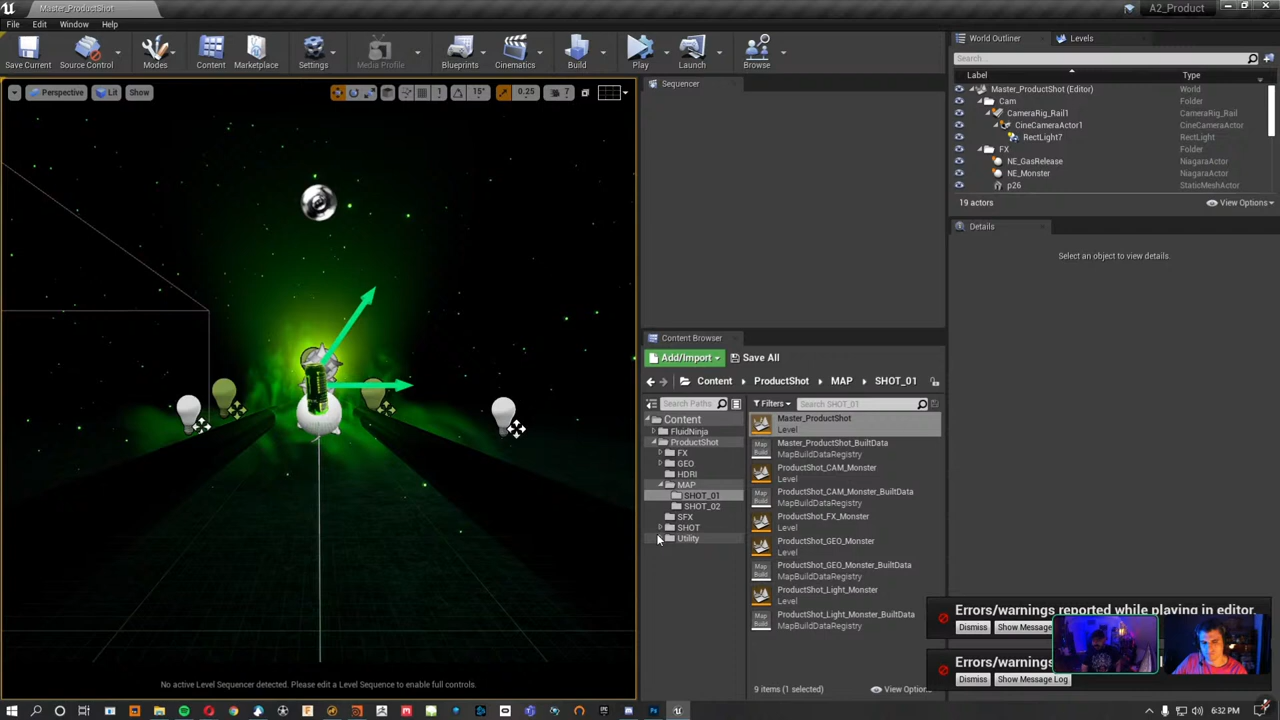 Master_ProductShot
A2_Product
File Edit Window Help
Save Current Source Control Modes Content Marketplace Settings Media Profile Blueprints Cinematics Build Play Launch Browse
Perspective Lit Show 1 15° 0.25 7
No active Level Sequencer detected. Please edit a Level Sequence to enable full controls.
Sequencer
Content Browser
Add/Import Save All
Content ProductShot MAP SHOT_01
Search Paths
Filters Search SHOT_01
Content
FluidNinja
ProductShot
FX
GEO
HDRI
MAP
SHOT_01
SHOT_02
SFX
SHOT
Utility
Master_ProductShot
Level
Master_ProductShot_BuiltData
MapBuildDataRegistry
ProductShot_CAM_Monster
Level
ProductShot_CAM_Monster_BuiltData
MapBuildDataRegistry
ProductShot_FX_Monster
Level
ProductShot_GEO_Monster
Level
ProductShot_GEO_Monster_BuiltData
MapBuildDataRegistry
ProductShot_Light_Monster
Level
ProductShot_Light_Monster_BuiltData
MapBuildDataRegistry
9 items (1 selected) View Option
World Outliner Levels
Search...
Label Type
Master_ProductShot (Editor) World
Cam Folder
CameraRig_Rail1 CameraRig_Rail
CineCameraActor1 CineCameraActor
RectLight7 RectLight
FX Folder
NE_GasRelease NiagaraActor
NE_Monster NiagaraActor
p26 StaticMeshActor
19 actors View Options
Details
Select an object to view details.
Errors/warnings reported while playing in editor.
Dismiss Show Message
Errors/warnings
Dismiss Show Message Log
6:32 PM